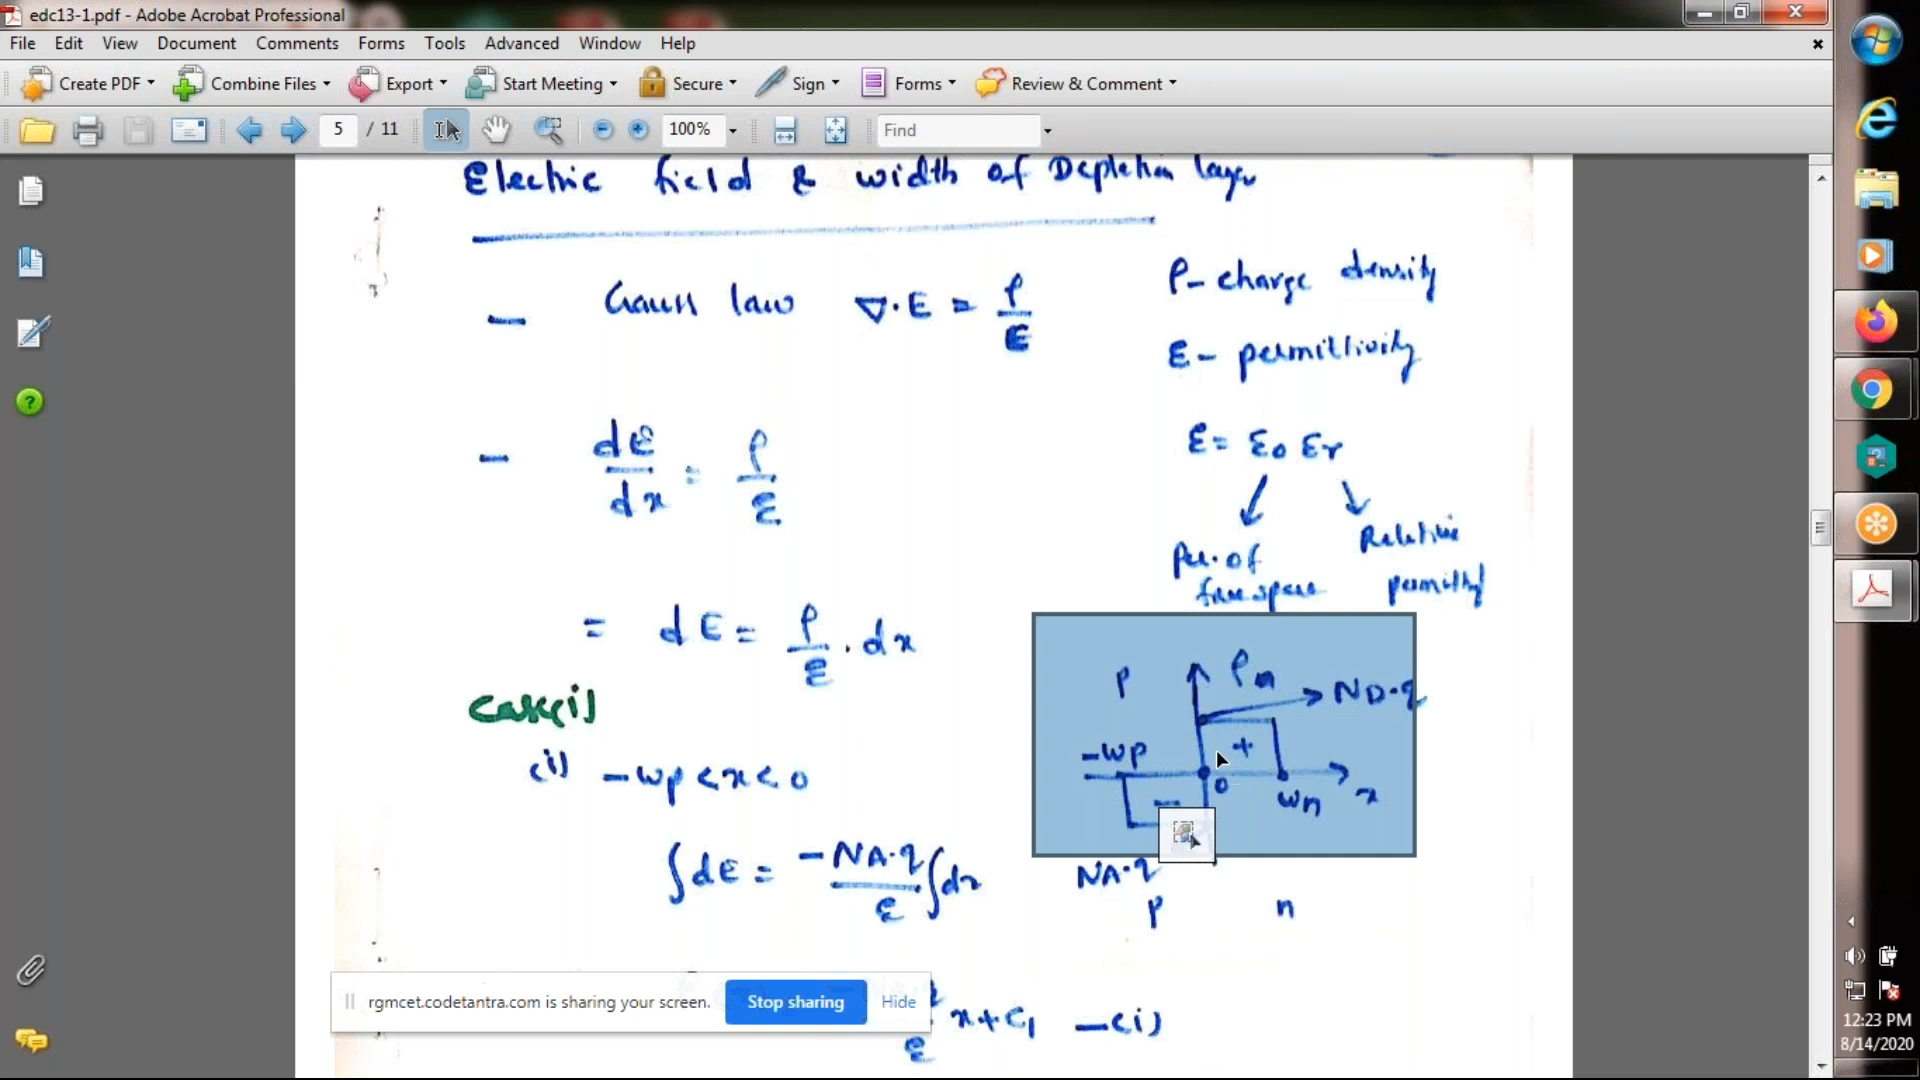 edc13-1.pdf - Adobe Acrobat Professional
File Edit View Document Comments Forms Tools Advanced Window Help
Create PDF Combine Files Export Start Meeting Secure Sign Forms Review & Comment
5 / 11 100% Find
Electric field & width of Depletion layer
— Gauss law ∇·E = ρ/ε
ρ- charge density
ε- permittivity
— dE/dx = ρ/ε
ε = ε0 εr
Per. of free space
Relative permitty
= dE = ρ/ε . dx
Case(i)
(i) -wp<x<0
∫dE = -NA.q/ε ∫dx
P ρn ND.q
-wp + 0 wn x
-
NA.q
P n
ε x+c1 —(i)
rgmcet.codetantra.com is sharing your screen. Stop sharing Hide
12:23 PM
8/14/2020